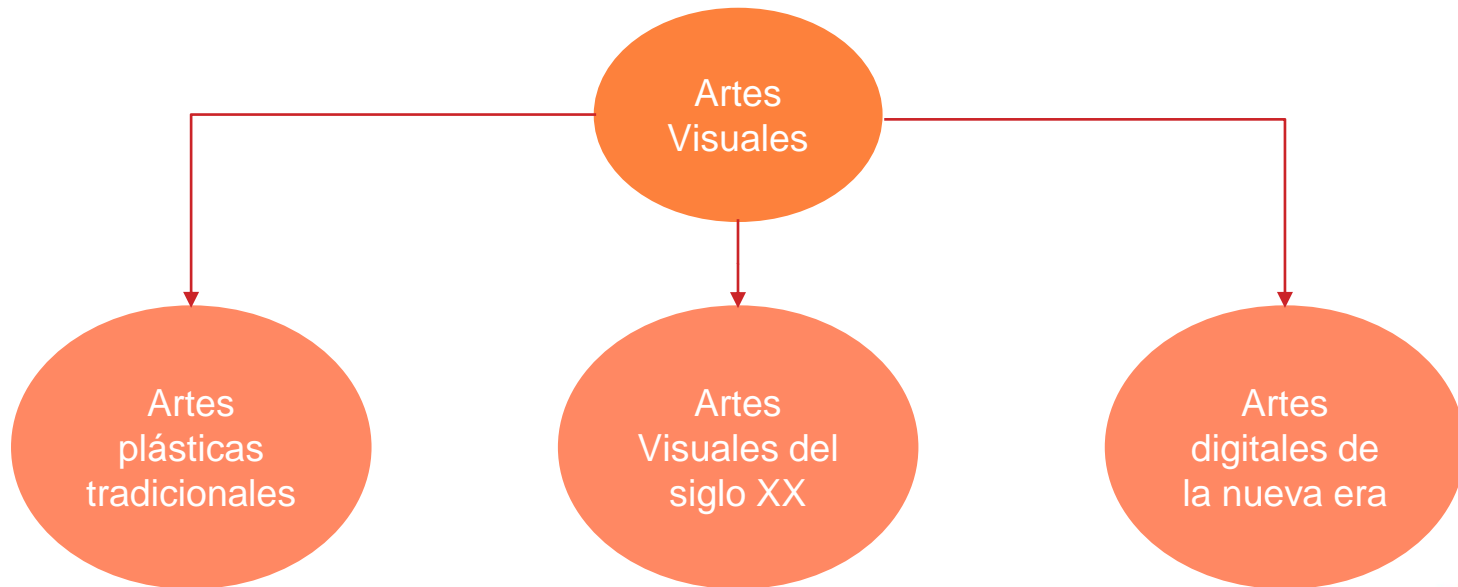 Artes
Visuales
Artes
plásticas
tradicionales
Artes
Visuales del
siglo XX
Artes
digitales de
la nueva era